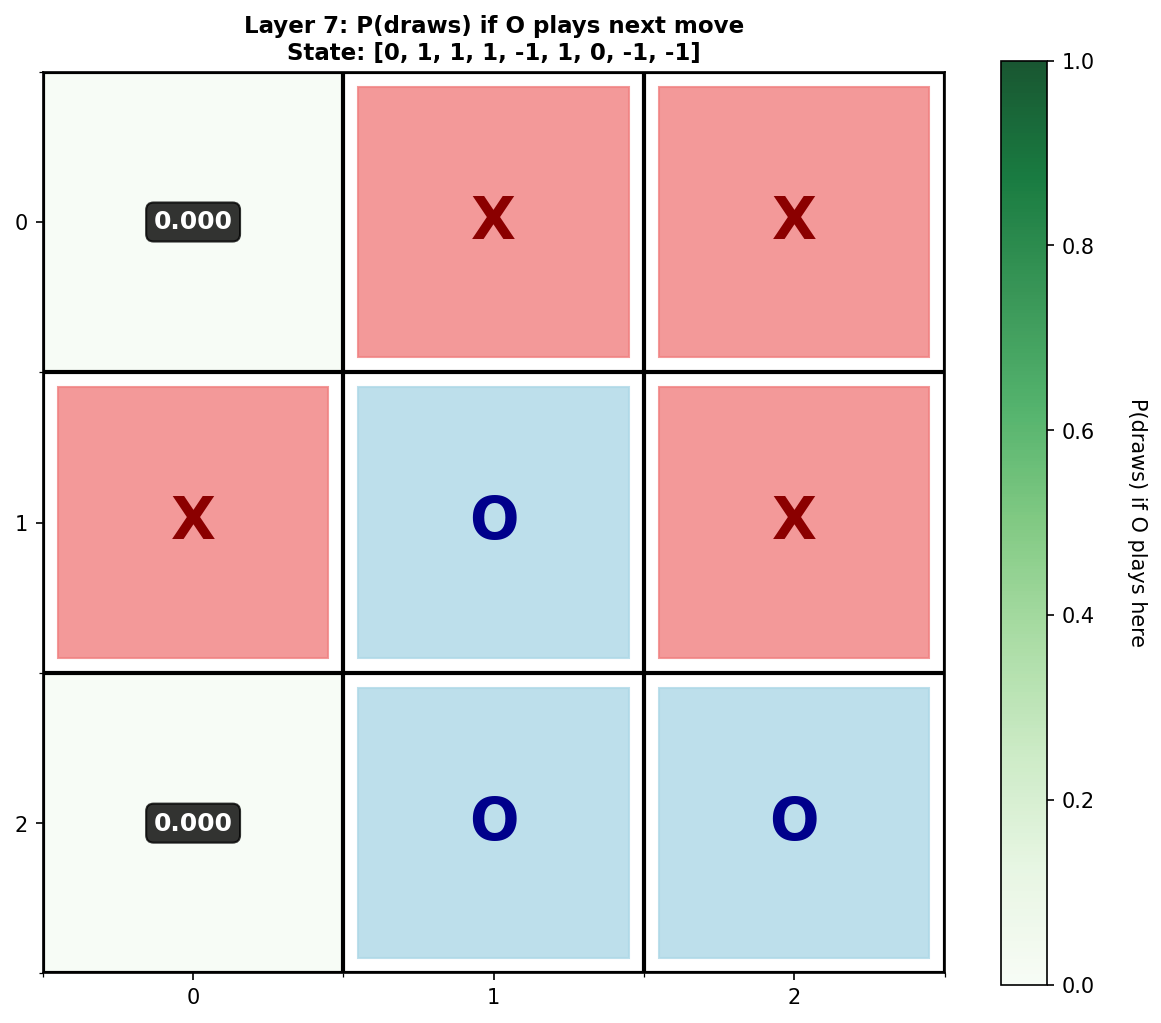 Layer 7: P(draws) if O plays next move
State: [0, 1, 1, 1, -1, 1, 0, -1, -1]
0.000
X
X
X
O
X
0.000
O
O
0
1
2
0
1
2
1.0
0.8
0.6
0.4
0.2
0.0
P(draws) if O plays here